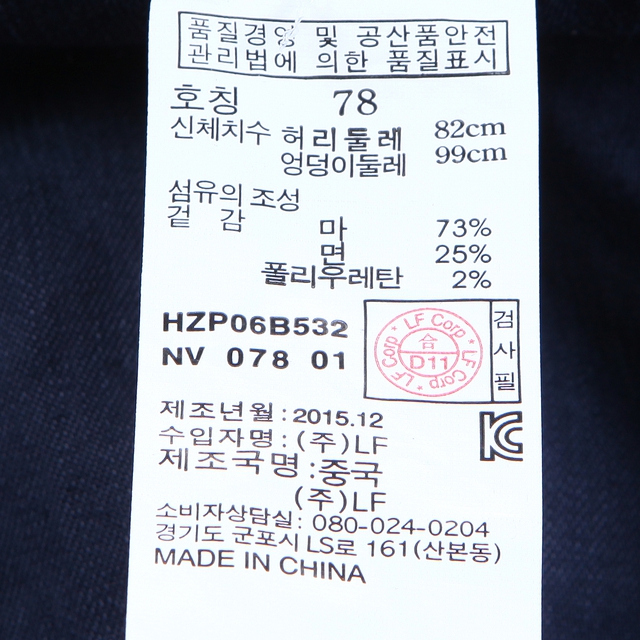 품질경영 및 공산품안전
관리법에 의한 품질표시
호칭 78
신체치수 허리둘레 82cm
엉덩이둘레 99cm
섬유의 조성
겉 감
마 73%
면 25%
폴리우레탄 2%
HZP06B532
NV 078 01
LF Corp * LF Corp * LF Corp *
合
D11
검사필
제조년월 : 2015.12
수입자명 : (주)LF
제조국명 : 중국
(주)LF
소비자상담실 : 080-024-0204
경기도 군포시 LS로 161(산본동)
MADE IN CHINA